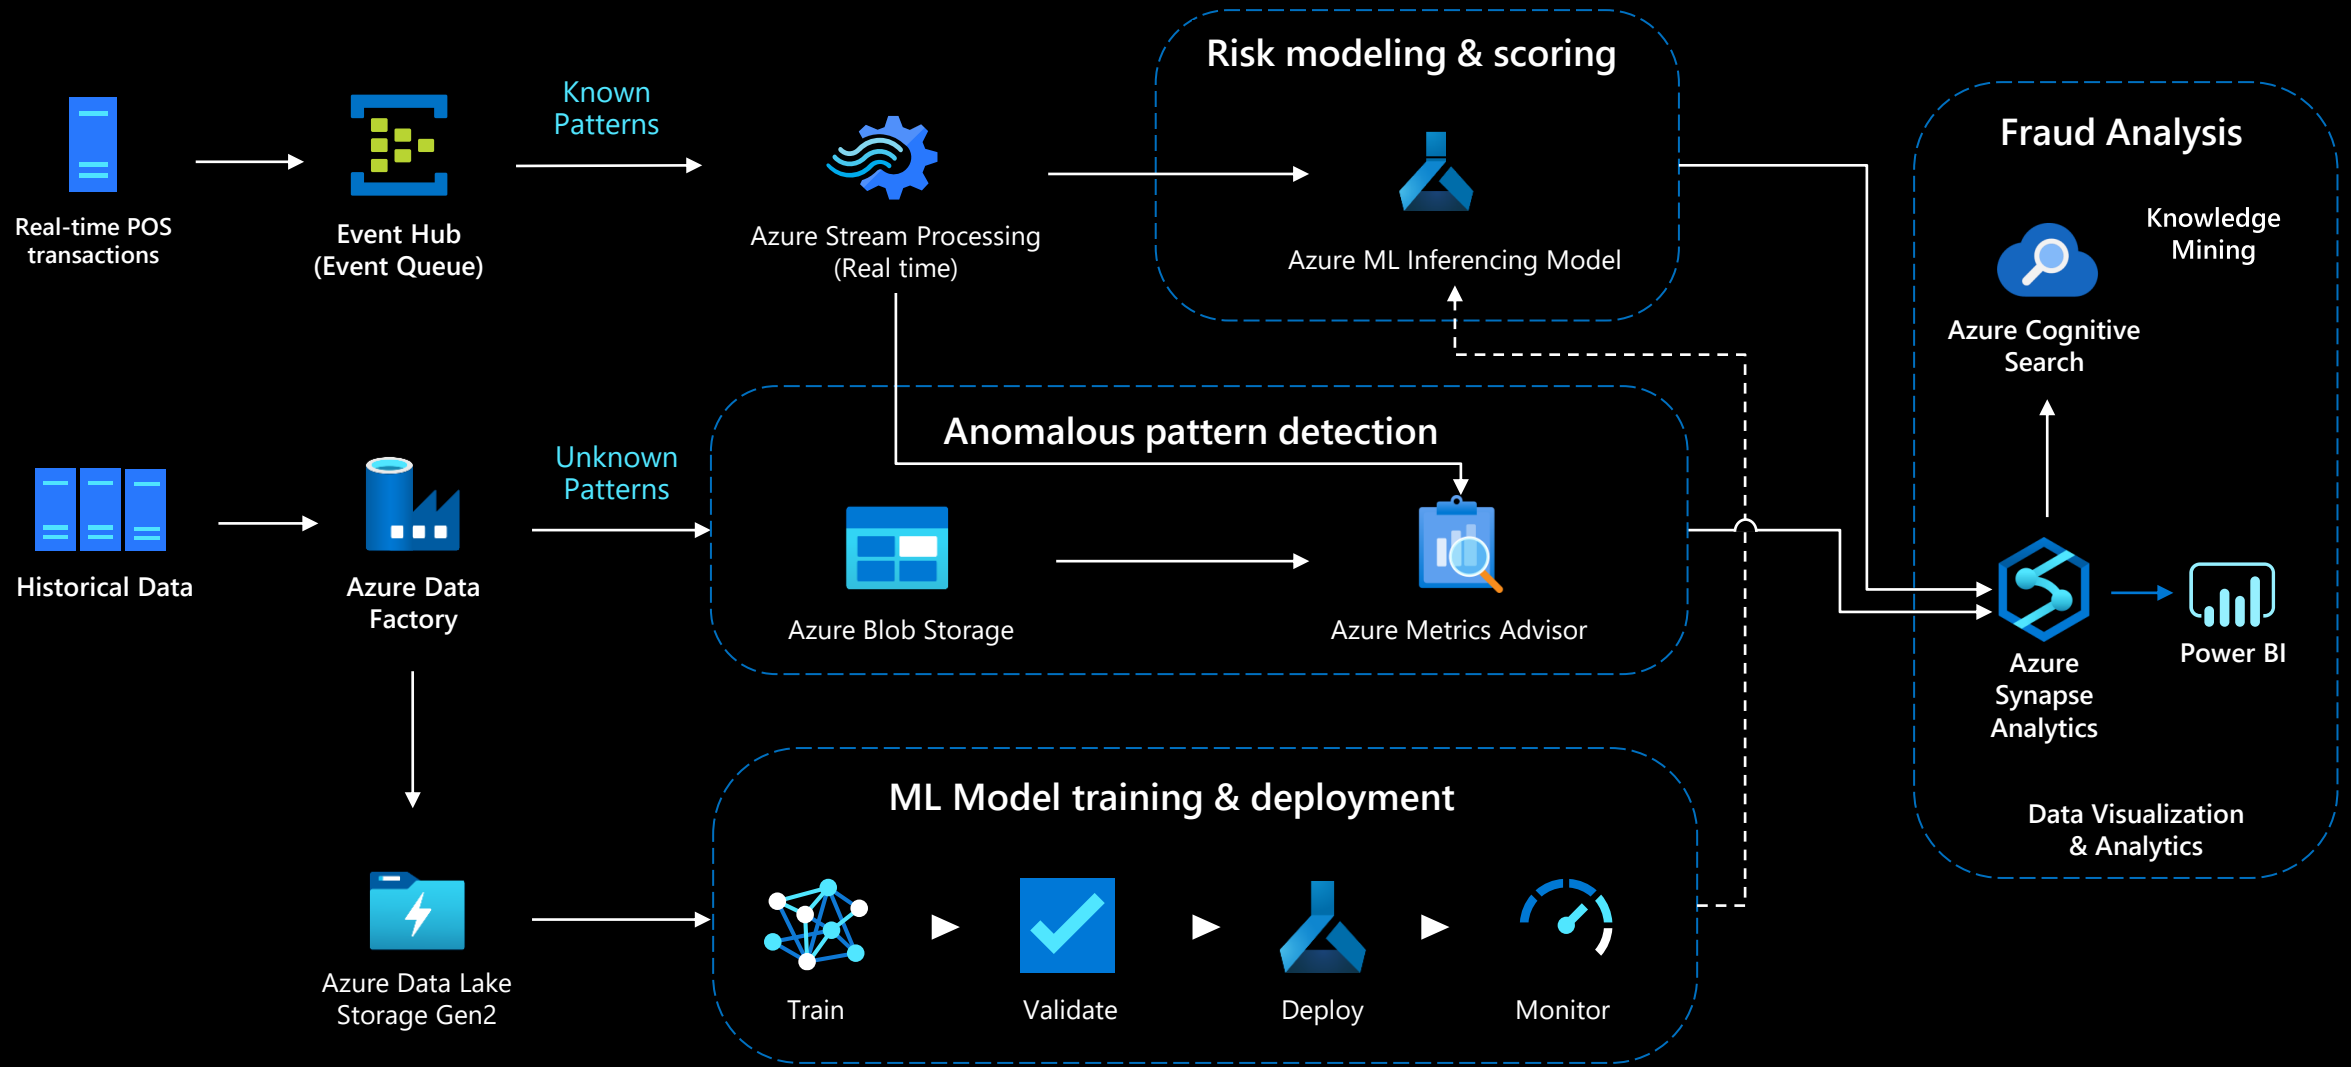 Real-time POS
transactions
Event Hub
(Event Queue)
Known
Patterns
Azure Stream Processing
(Real time)
Risk modeling & scoring
Azure ML Inferencing Model
Historical Data
Azure Data
Factory
Unknown
Patterns
Anomalous pattern detection
Azure Blob Storage
Azure Metrics Advisor
Azure Data Lake
Storage Gen2
ML Model training & deployment
Train
Validate
Deploy
Monitor
Fraud Analysis
Knowledge
Mining
Azure Cognitive
Search
Azure
Synapse
Analytics
Power BI
Data Visualization
& Analytics